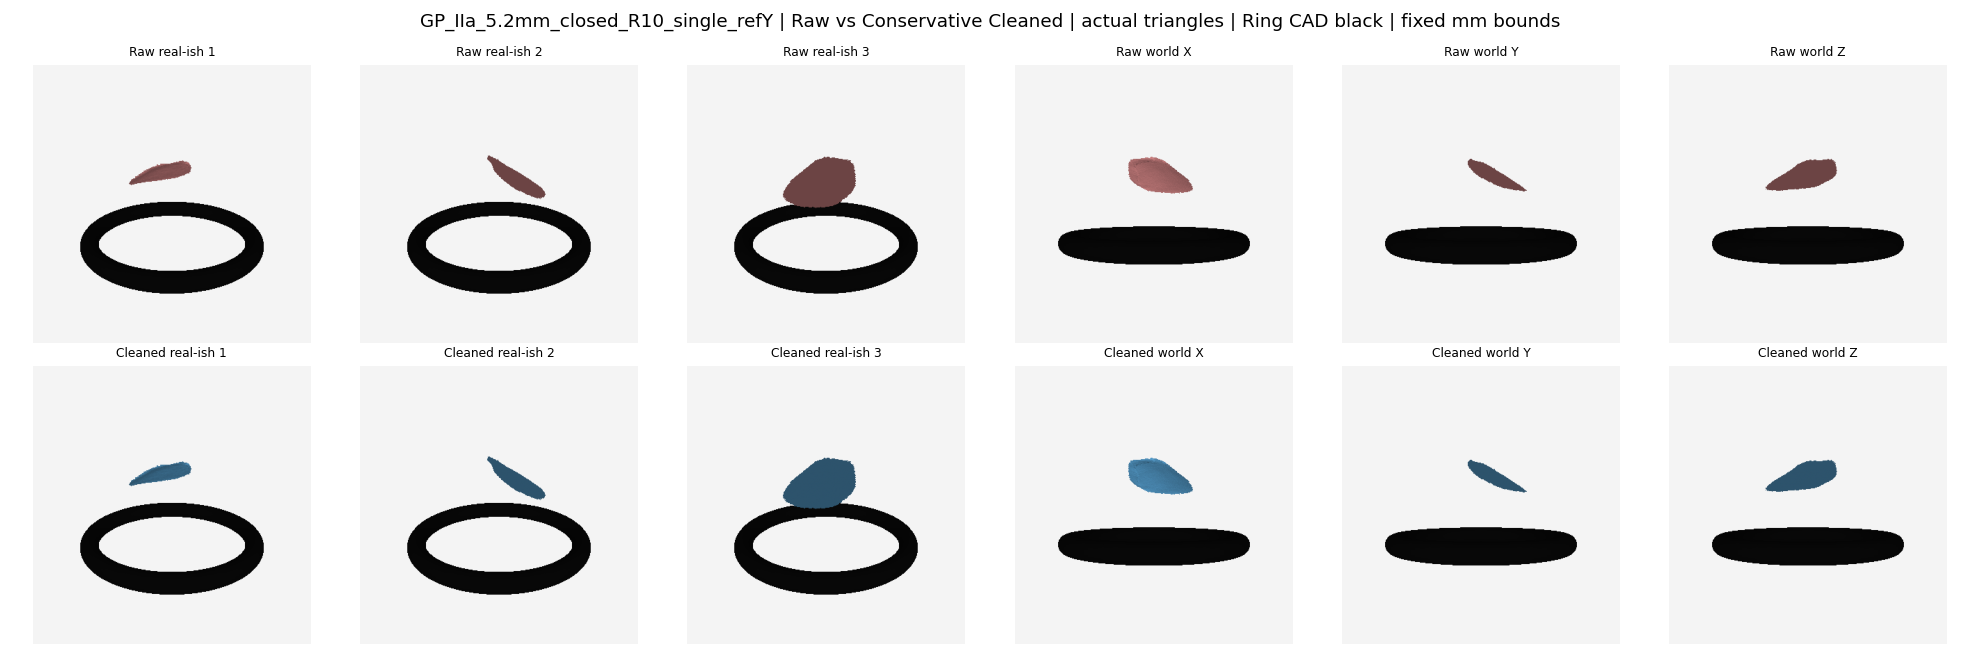 GP_IIa_5.2mm_closed_R10_single_refY | Raw vs Conservative Cleaned | actual triangles | Ring CAD black | fixed mm bounds
Raw real-ish 1
Raw real-ish 2
Raw real-ish 3
Raw world X
Raw world Y
Raw world Z
Cleaned real-ish 1
Cleaned real-ish 2
Cleaned real-ish 3
Cleaned world X
Cleaned world Y
Cleaned world Z